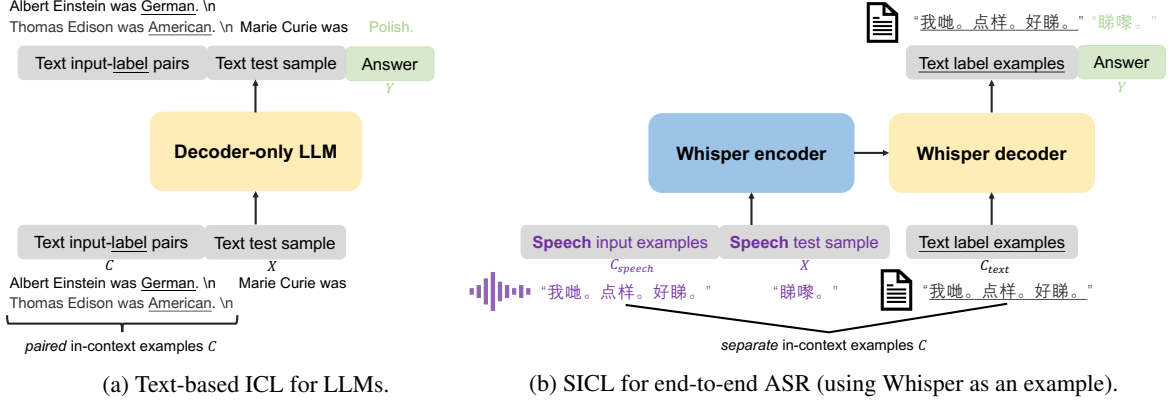 Albert Einstein was German. \n
Thomas Edison was American. \n Marie Curie was Polish.
Text input-label pairs Text test sample Answer
Y
Decoder-only LLM
Text input-label pairs Text test sample
C X
Albert Einstein was German. \n Marie Curie was
Thomas Edison was American. \n
paired in-context examples C
(a) Text-based ICL for LLMs.
“我哋。点样。好睇。” “睇嚟。”
Text label examples Answer
Y
Whisper encoder Whisper decoder
Speech input examples Speech test sample Text label examples
C_speech X C_text
“我哋。点样。好睇。” “睇嚟。” “我哋。点样。好睇。”
separate in-context examples C
(b) SICL for end-to-end ASR (using Whisper as an example).